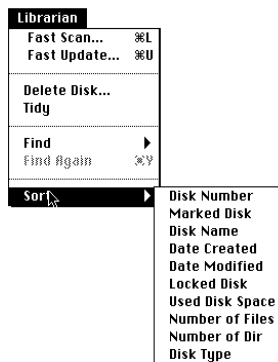 Librarian
Fast Scan... ⌘L
Fast Update... ⌘U
Delete Disk...
Tidy
Find
Find Again ⌘Y
Sort
Disk Number
Marked Disk
Disk Name
Date Created
Date Modified
Locked Disk
Used Disk Space
Number of Files
Number of Dir
Disk Type